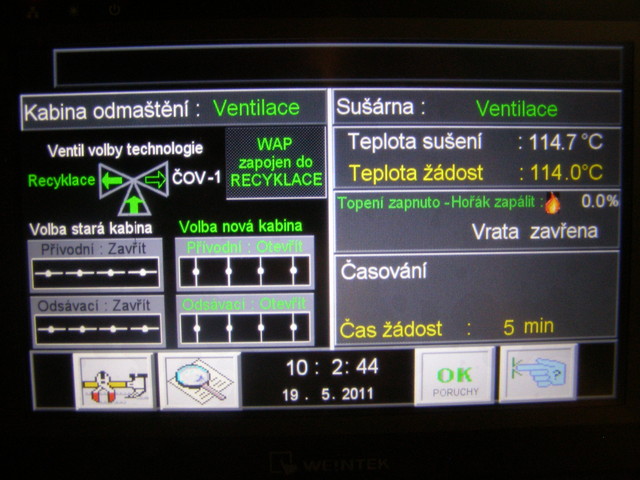 Kabina odmaštění : Ventilace
Sušárna : Ventilace
Ventil volby technologie
Recyklace
ČOV-1
WAP
zapojen do
RECYKLACE
Teplota sušení : 114.7 °C
Teplota žádost : 114.0°C
Topení zapnuto -Hořák zapálit : 0.0%
Vrata zavřena
Volba stará kabina
Volba nová kabina
Přívodní : Zavřít
Přívodní : Otevřít
Odsávací : Zavřít
Odsávací : Otevřít
Časování
Čas žádost : 5 min
10 : 2 : 44
19 . 5. 2011
OK
PORUCHY
?
WEINTEK